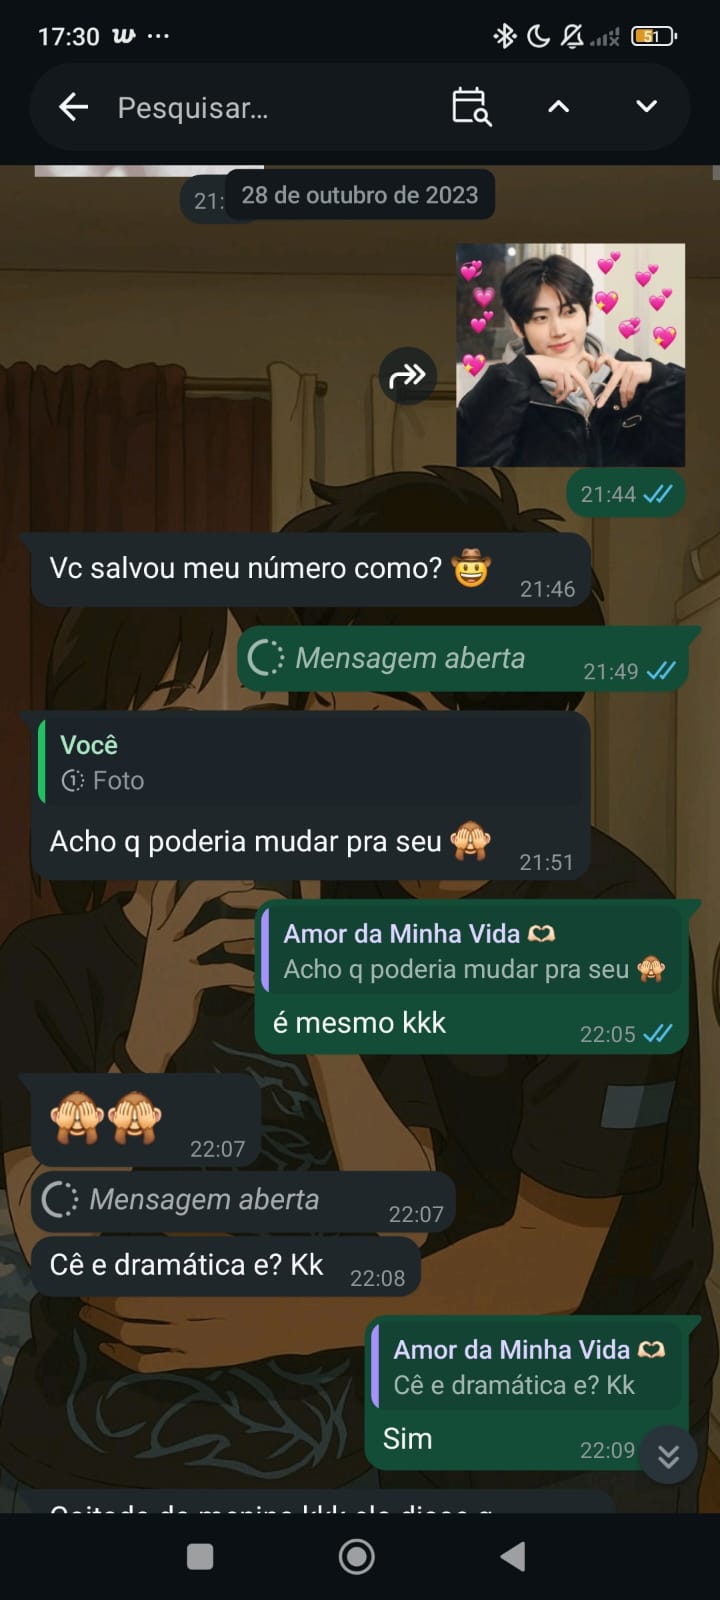 17:30
51
Pesquisar...
21:
28 de outubro de 2023
21:44
Vc salvou meu número como? 🤠
21:46
Mensagem aberta
21:49
Você
1 Foto
Acho q poderia mudar pra seu 🙈
21:51
Amor da Minha Vida 🫶🏻
Acho q poderia mudar pra seu 🙈
é mesmo kkk
22:05
🙈🙈
22:07
Mensagem aberta
22:07
Cê e dramática e? Kk
22:08
Amor da Minha Vida 🫶🏻
Cê e dramática e? Kk
Sim
22:09